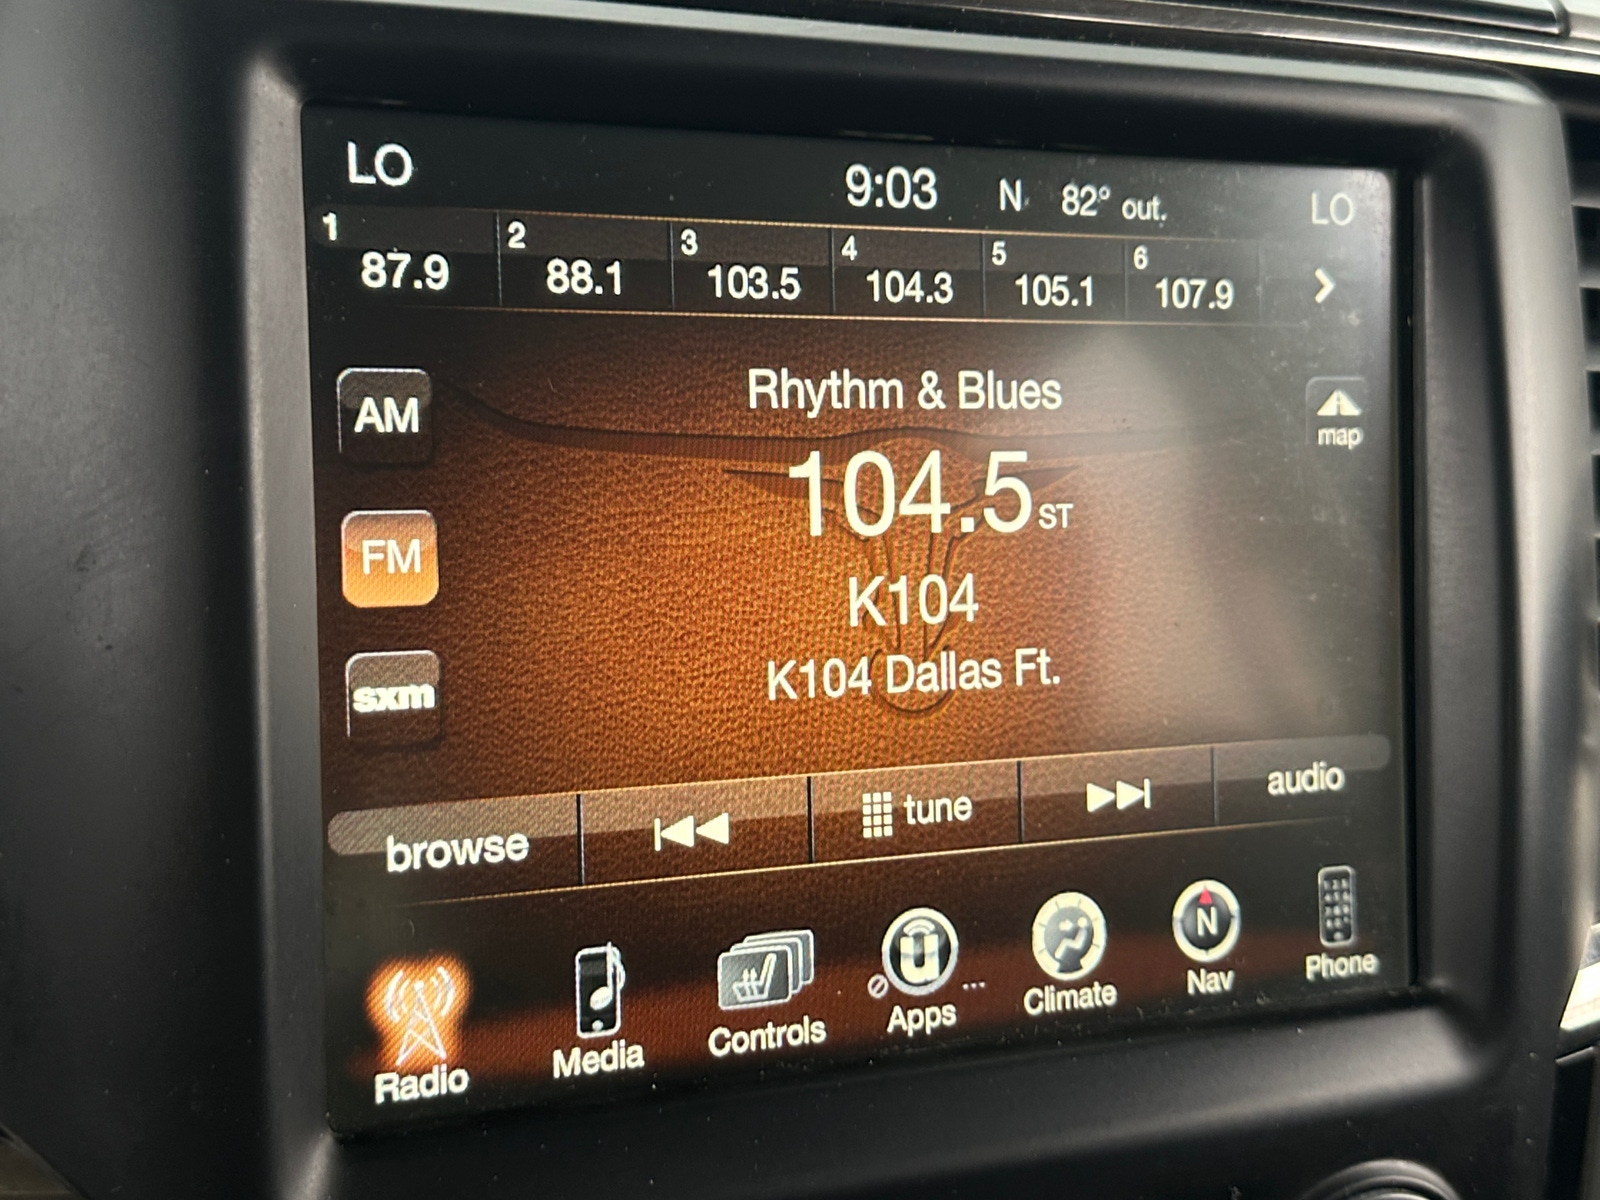 LO 9:03 N 82° out. LO
1 2 3 4 5 6
87.9 88.1 103.5 104.3 105.1 107.9
Rhythm & Blues
AM
map
104.5 ST
FM
K104
K104 Dallas Ft.
sxm
browse tune audio
Radio Media Controls Apps Climate Nav Phone
u
N